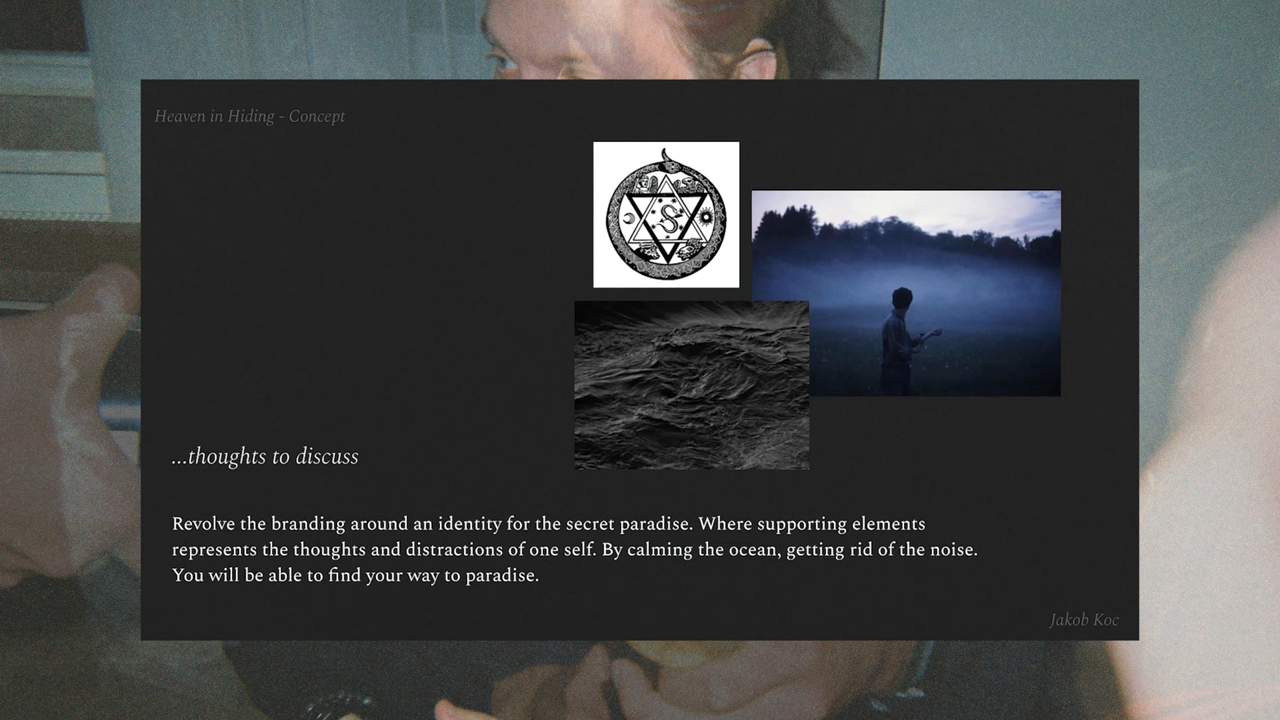 Heaven in Hiding - Concept
...thoughts to discuss
Revolve the branding around an identity for the secret paradise. Where supporting elements
represents the thoughts and distractions of one self. By calming the ocean, getting rid of the noise.
You will be able to find your way to paradise.
Jakob Koc